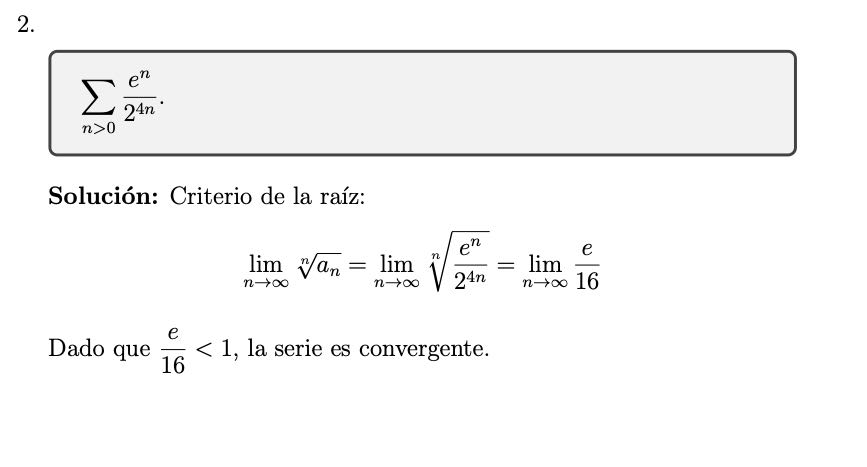 2.
$$\sum_{n>0} \frac{e^n}{2^{4n}}.$$
**Solución:** Criterio de la raíz:
$$\lim_{n\to\infty} \sqrt[n]{a_n} = \lim_{n\to\infty} \sqrt[n]{\frac{e^n}{2^{4n}}} = \lim_{n\to\infty} \frac{e}{16}$$
Dado que $\frac{e}{16} < 1$, la serie es convergente.